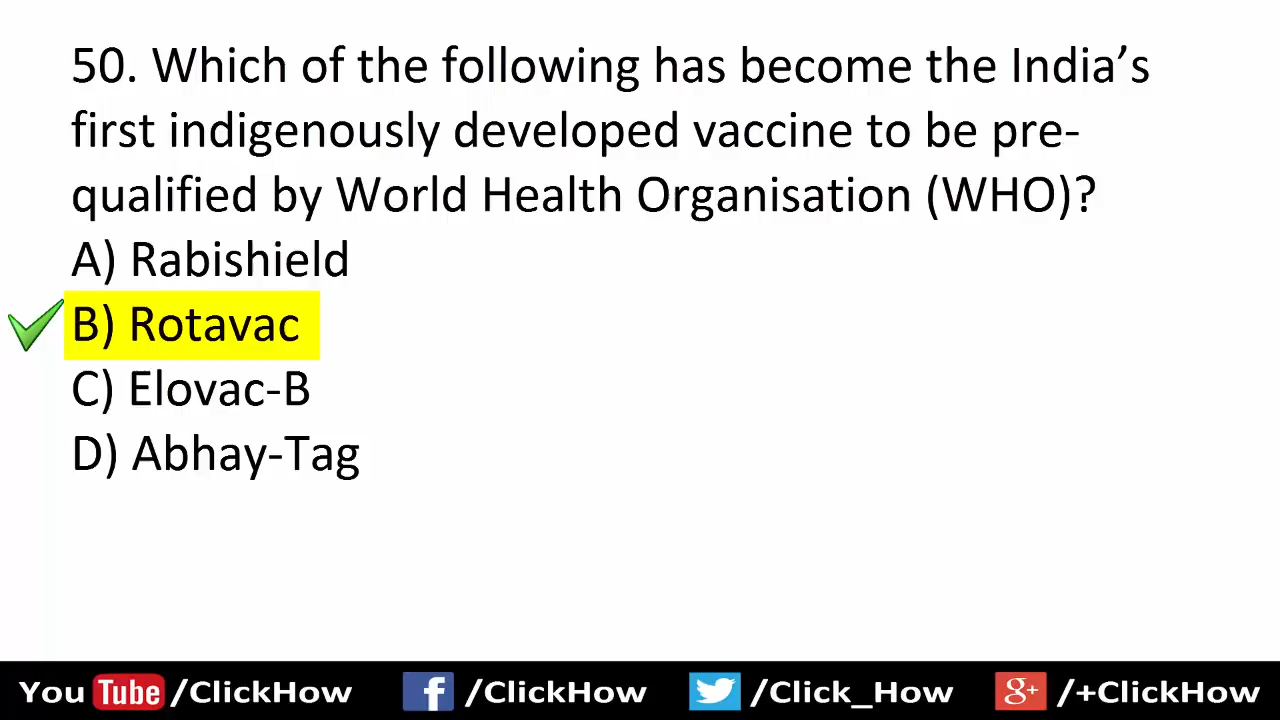 50. Which of the following has become the India’s
first indigenously developed vaccine to be pre-
qualified by World Health Organisation (WHO)?
A) Rabishield
B) Rotavac
C) Elovac-B
D) Abhay-Tag
You Tube /ClickHow f /ClickHow /Click_How g+ /+ClickHow